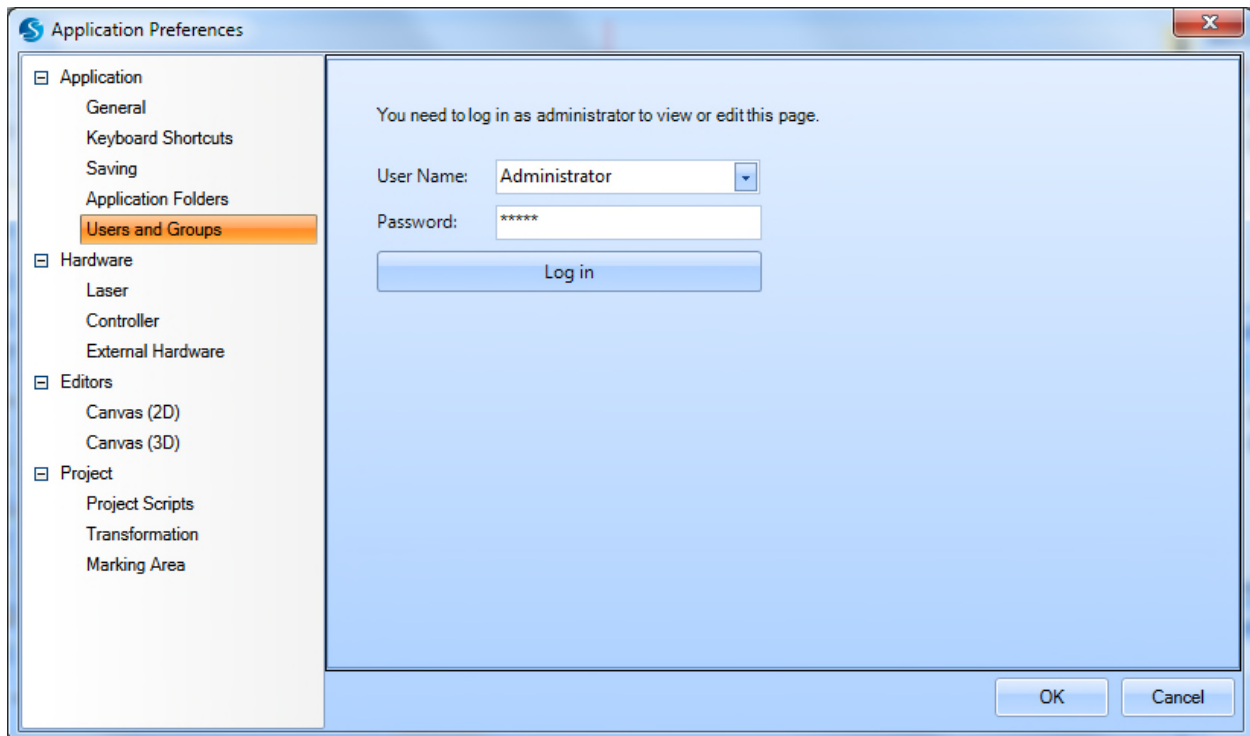 Application Preferences
Application
General
Keyboard Shortcuts
Saving
Application Folders
Users and Groups
Hardware
Laser
Controller
External Hardware
Editors
Canvas (2D)
Canvas (3D)
Project
Project Scripts
Transformation
Marking Area
You need to log in as administrator to view or edit this page.
User Name: Administrator
Password: *****
Log in
OK Cancel